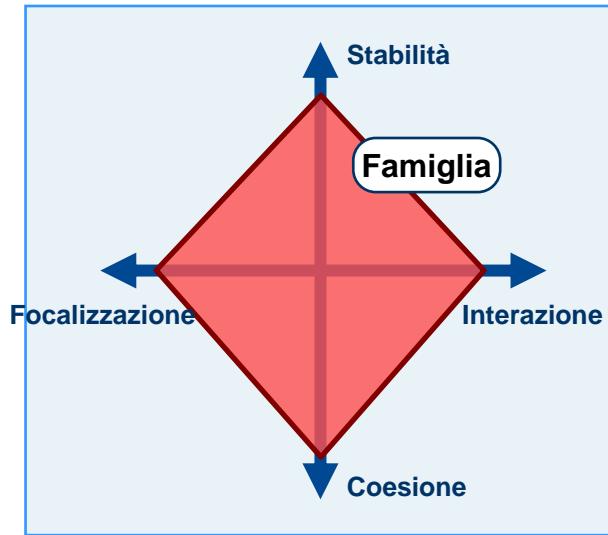 Stabilità
Famiglia
Focalizzazione
Interazione
Coesione